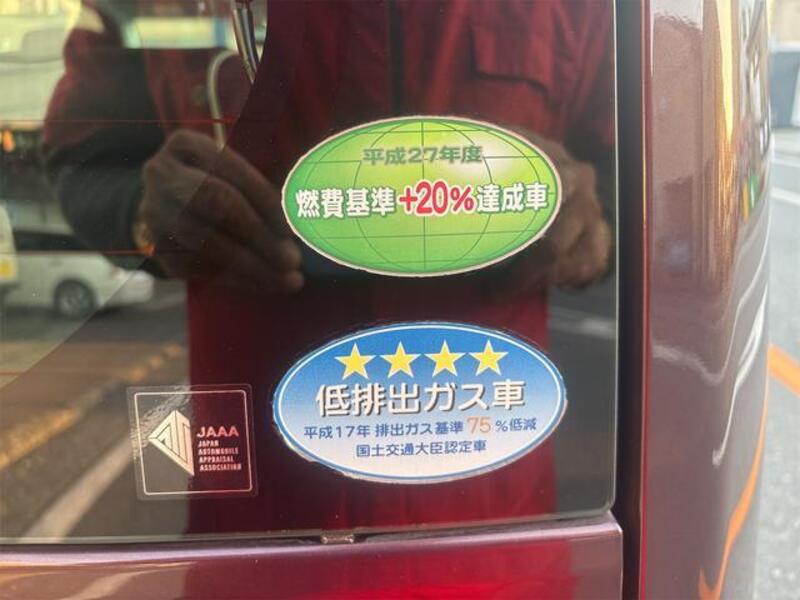 平成27年度
燃費基準+20%達成車
低排出ガス車
平成17年 排出ガス基準75%低減
国土交通大臣認定車
JAAA
JAPAN
AUTOMOBILE
APPRAISAL
ASSOCIATION